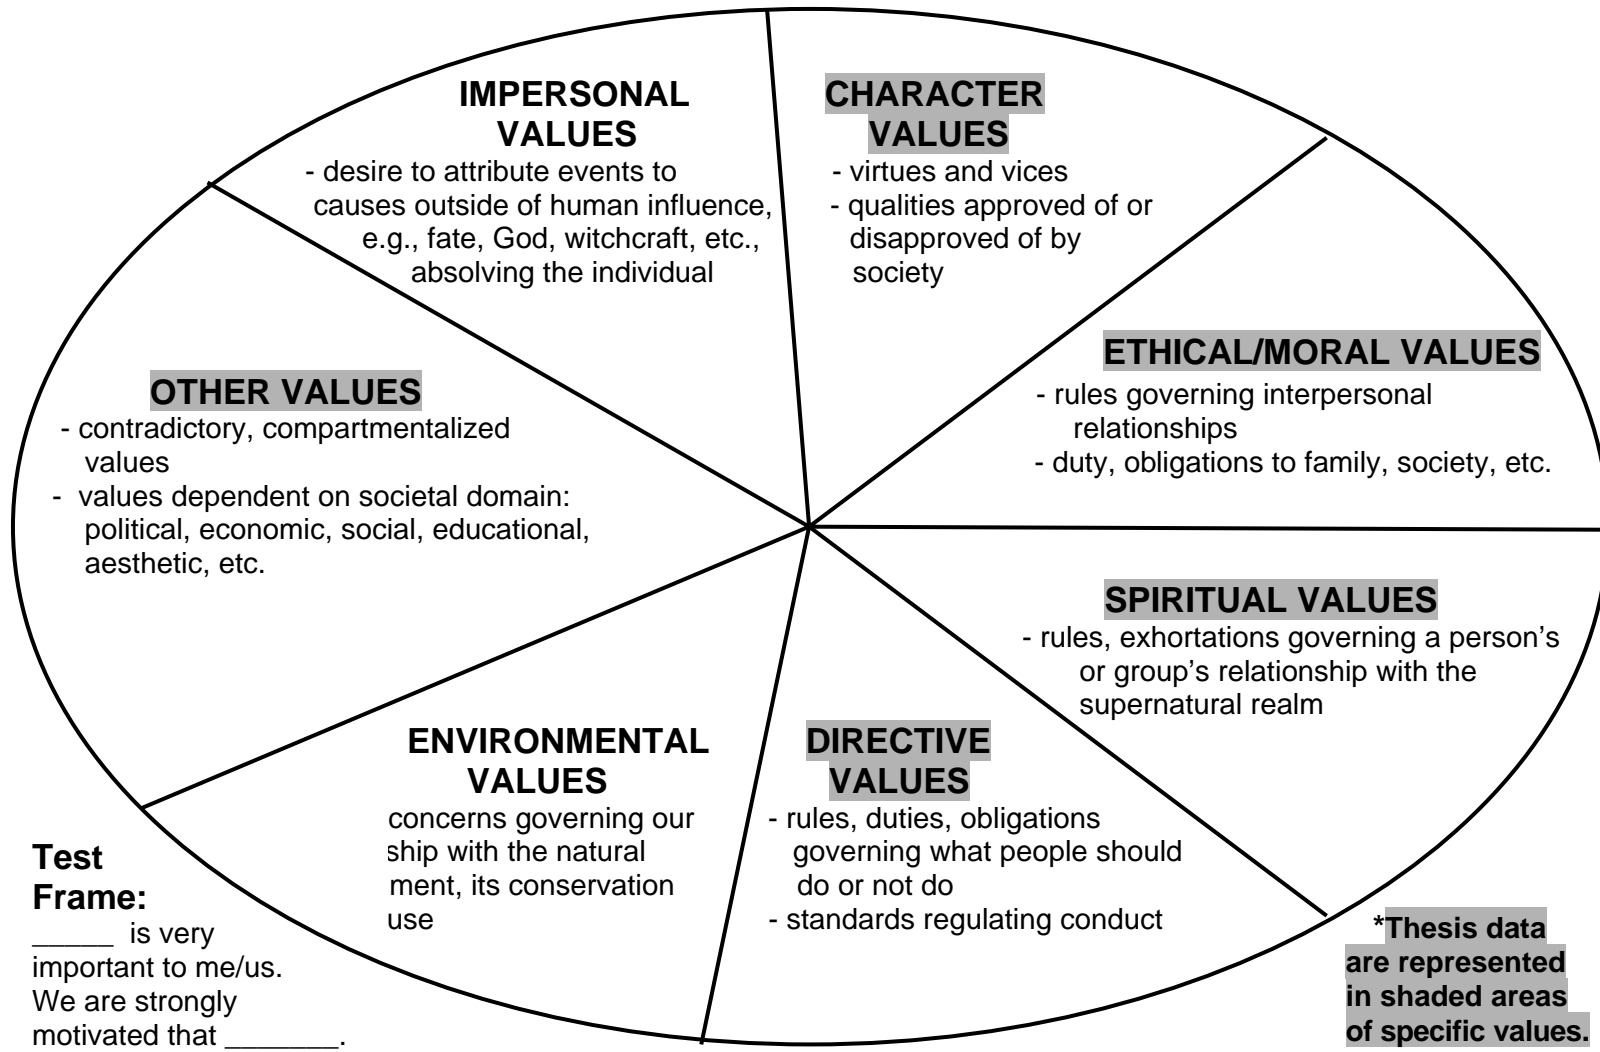 IMPERSONAL
VALUES
- desire to attribute events to
causes outside of human influence,
e.g., fate, God, witchcraft, etc.,
absolving the individual
CHARACTER
VALUES
- virtues and vices
- qualities approved of or
disapproved of by
society
ETHICAL/MORAL VALUES
- rules governing interpersonal
relationships
- duty, obligations to family, society, etc.
OTHER VALUES
- contradictory, compartmentalized
values
- values dependent on societal domain:
political, economic, social, educational,
aesthetic, etc.
SPIRITUAL VALUES
- rules, exhortations governing a person's
or group's relationship with the
supernatural realm
ENVIRONMENTAL
VALUES
concerns governing our
ship with the natural
ment, its conservation
use
DIRECTIVE
VALUES
- rules, duties, obligations
governing what people should
do or not do
- standards regulating conduct
Test
Frame:
_____ is very
important to me/us.
We are strongly
motivated that _______.
*Thesis data
are represented
in shaded areas
of specific values.